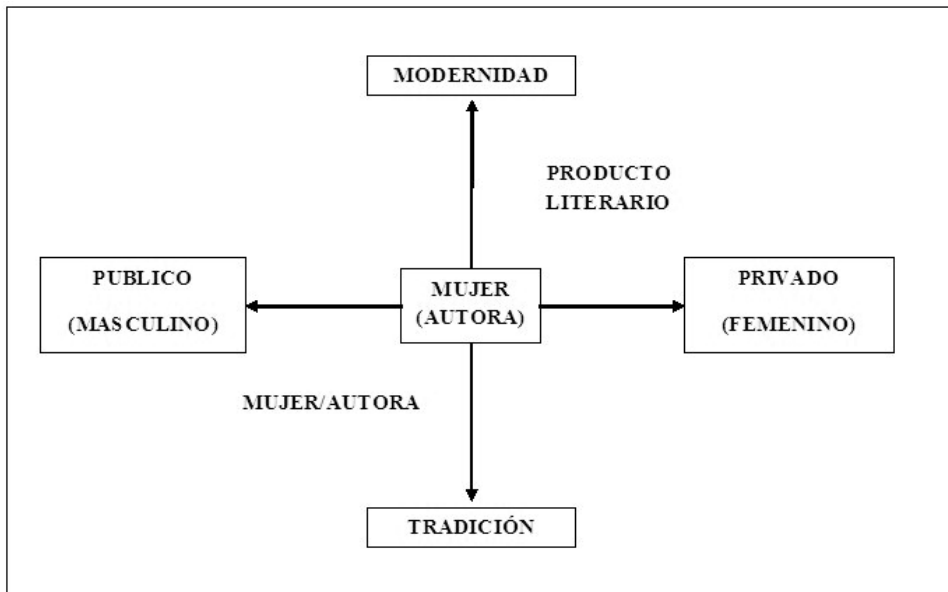 MODERNIDAD
PRODUCTO
LITERARIO
PUBLICO
(MASCULINO)
MUJER
(AUTORA)
PRIVADO
(FEMENINO)
MUJER/AUTORA
TRADICIÓN